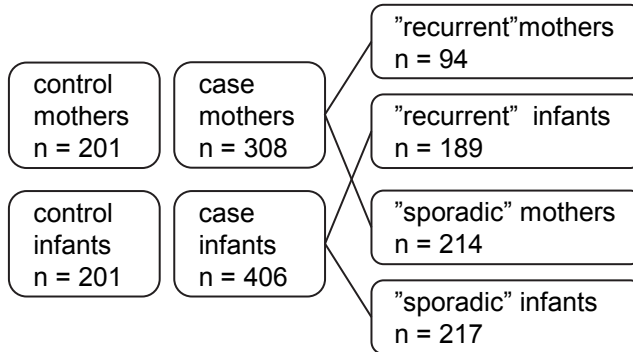 control
mothers
n = 201
case
mothers
n = 308
”recurrent”mothers
n = 94
”recurrent” infants
n = 189
control
infants
n = 201
case
infants
n = 406
”sporadic” mothers
n = 214
”sporadic” infants
n = 217